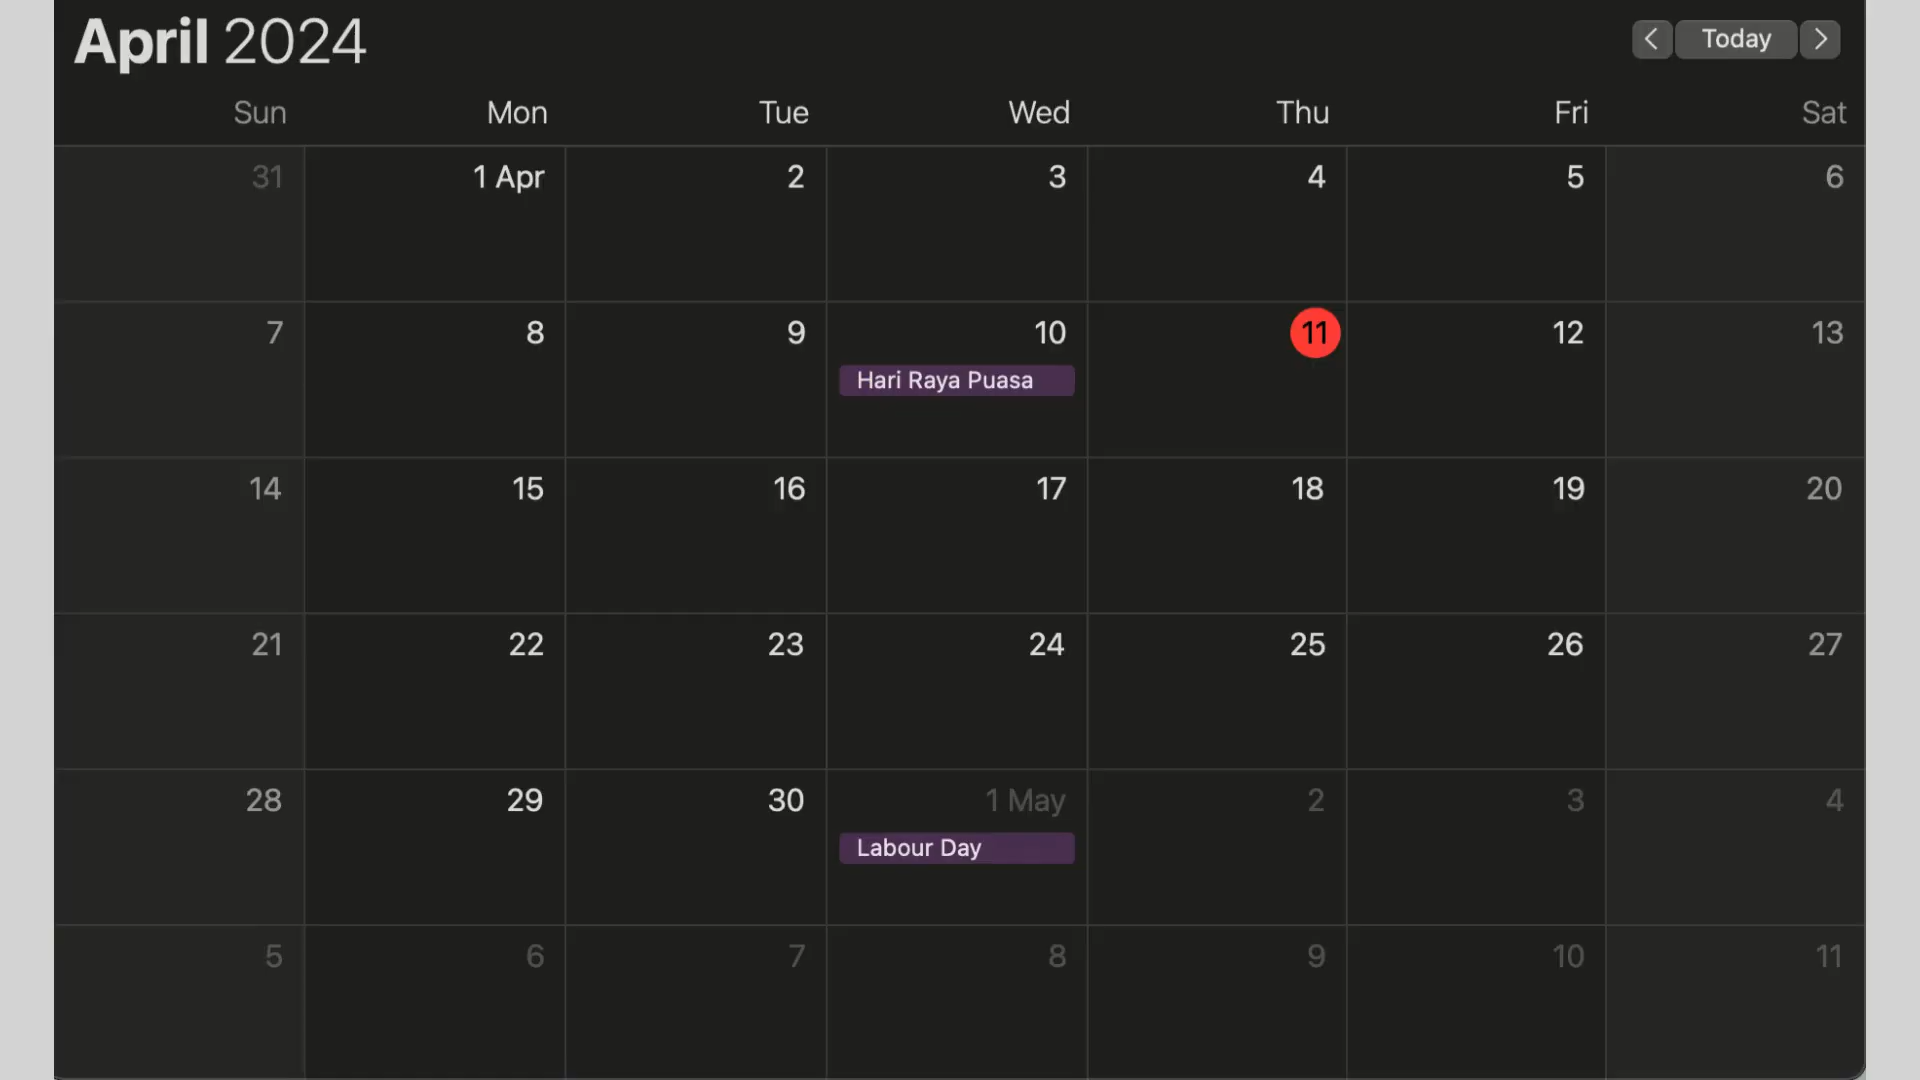 April 2024
Today
Sun Mon Tue Wed Thu Fri Sat
31 1 Apr 2 3 4 5 6
7 8 9 10 11 12 13
Hari Raya Puasa
14 15 16 17 18 19 20
21 22 23 24 25 26 27
28 29 30 1 May 2 3 4
Labour Day
5 6 7 8 9 10 11